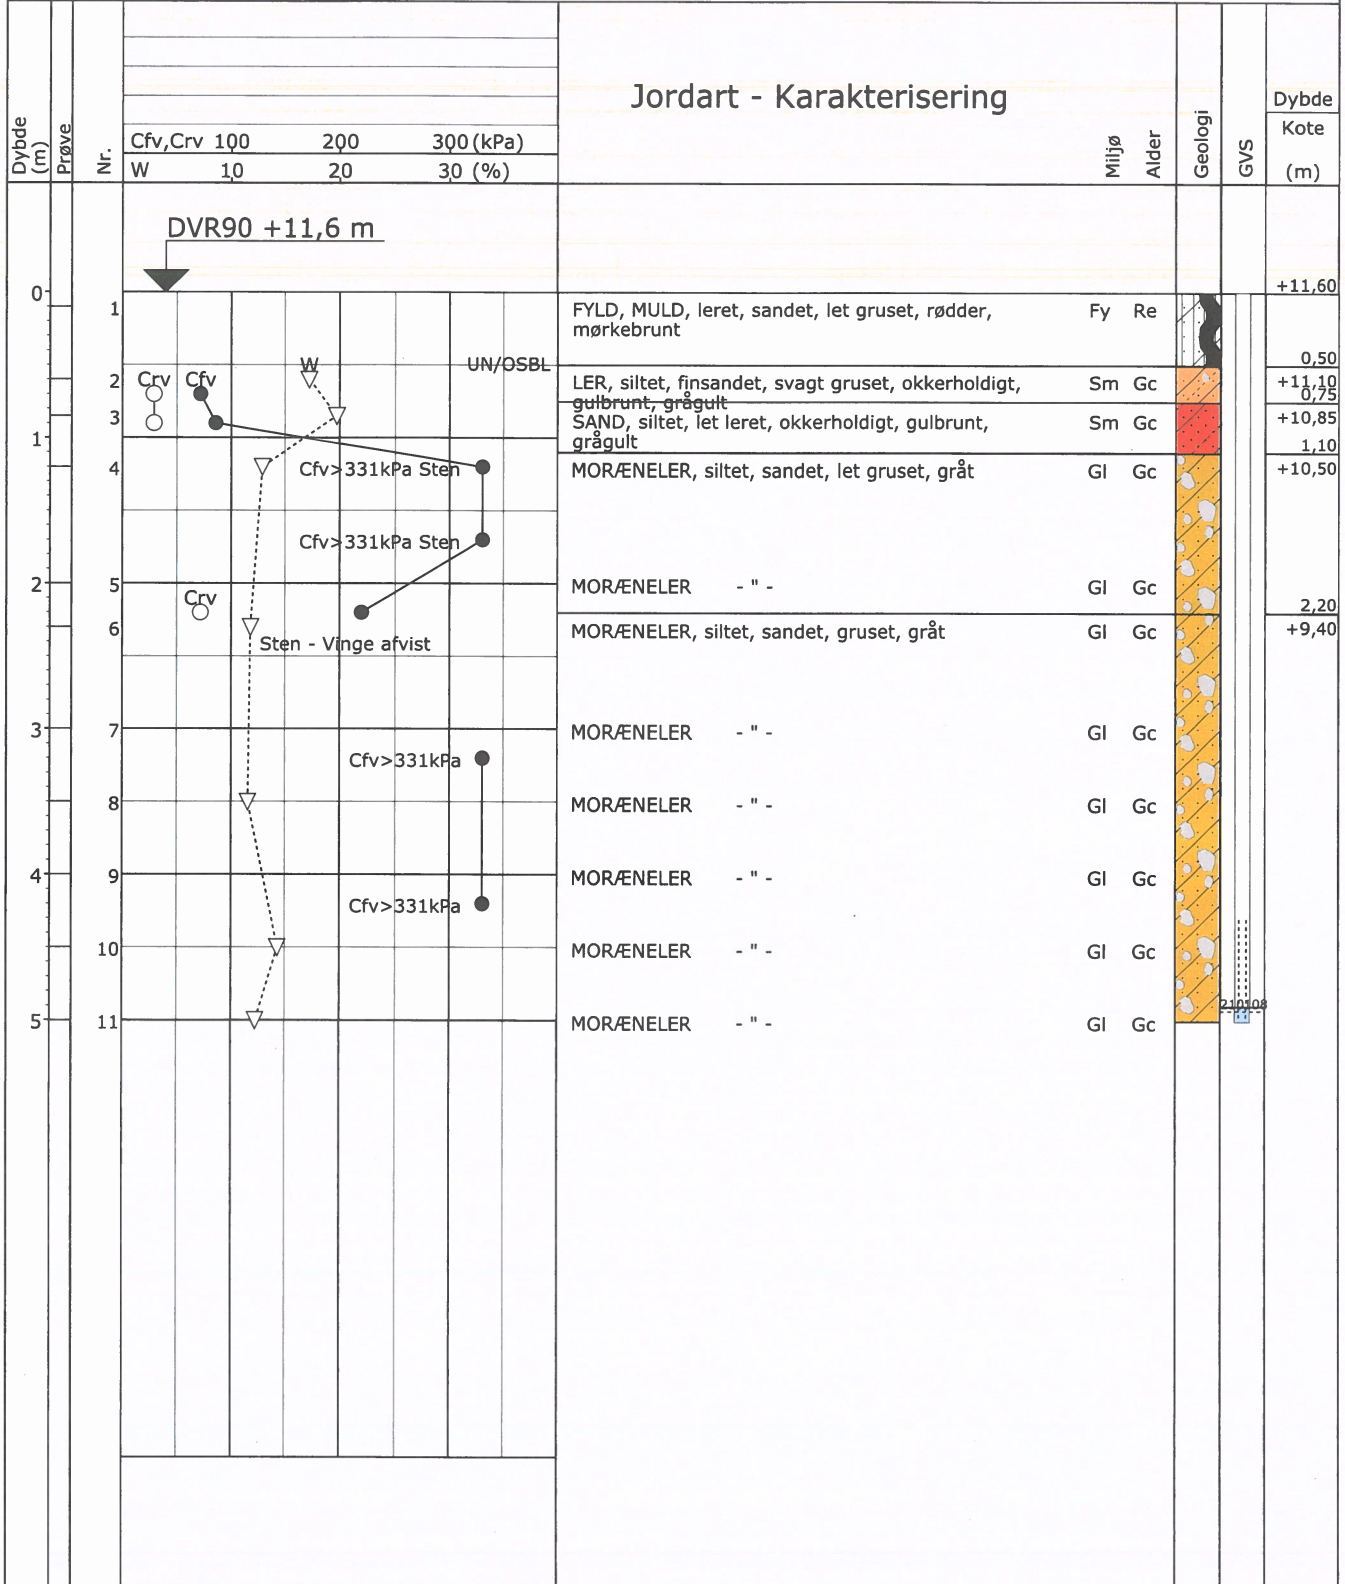 Jordart - Karakterisering
Dybde (m)
Prøve
Nr.
Cfv,Crv 100 200 300 (kPa)
W 10 20 30 (%)
Miljø
Alder
Geologi
GVS
Dybde
Kote
(m)
DVR90 +11,6 m
0 +11,60
1 FYLD, MULD, leret, sandet, let gruset, rødder, Fy Re
mørkebrunt
W UN/OSBL 0,50
Crv Cfv
2 LER, siltet, finsandet, svagt gruset, okkerholdigt, Sm Gc +11,10
gulbrunt, grågult 0,75
3 SAND, siltet, let leret, okkerholdigt, gulbrunt, Sm Gc +10,85
1 grågult 1,10
4 Cfv>331kPa Sten MORÆNELER, siltet, sandet, let gruset, gråt Gl Gc +10,50
Cfv>331kPa Sten
2 5 MORÆNELER - " - Gl Gc
Crv 2,20
6 MORÆNELER, siltet, sandet, gruset, gråt Gl Gc +9,40
Sten - Vinge afvist
3 7 MORÆNELER - " - Gl Gc
Cfv>331kPa
8 MORÆNELER - " - Gl Gc
4 9 MORÆNELER - " - Gl Gc
Cfv>331kPa
10 MORÆNELER - " - Gl Gc
210108
5 11 MORÆNELER - " - Gl Gc